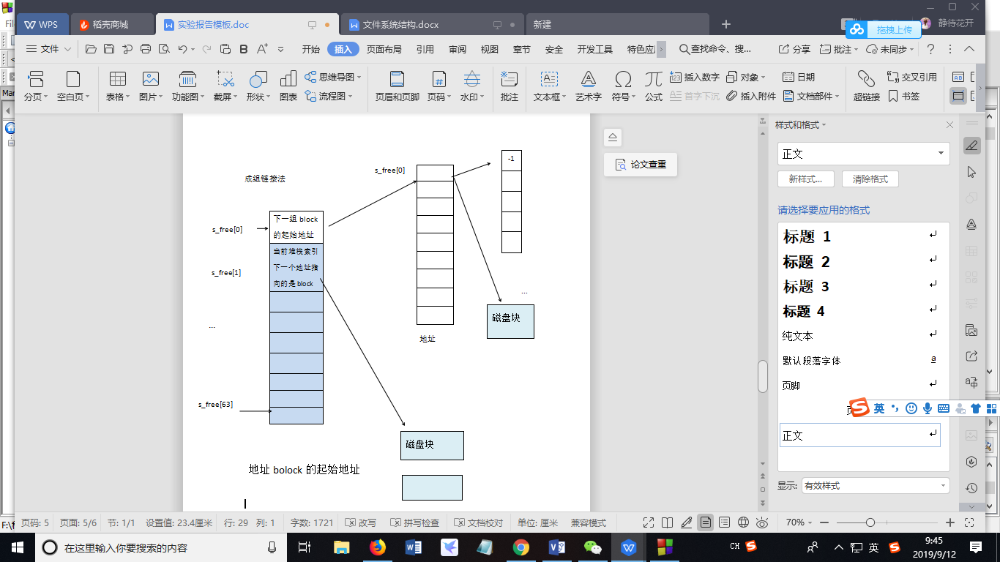 WPS
稻壳商城
实验报告模板.doc
文件系统结构.docx
新建
静待花开
拖拽上传
文件
开始
插入
页面布局
引用
审阅
视图
章节
安全
开发工具
特色应
查找命令、搜...
分享
批注
未同步
分页
空白页
表格
图片
功能图
截屏
形状
图表
思维导图
流程图
页眉和页脚
页码
水印
批注
文本框
艺术字
符号
公式
插入数字
首字下沉
对象
插入附件
日期
文档部件
超链接
交叉引用
书签
成组链接法
s_free[0]
-1
s_free[0]
下一组 block
的起始地址
s_free[1]
当前堆栈索引
下一个地址指
向的是 block
...
...
磁盘块
地址
s_free[63]
磁盘块
地址 bolock 的起始地址
论文查重
样式和格式
正文
新样式...
清除格式
请选择要应用的格式
标题 1
标题 2
标题 3
标题 4
纯文本
默认段落字体
a
页脚
英
正文
显示:
有效样式
页码: 5
页面: 5/6
节: 1/1
设置值: 23.4厘米
行: 29
列: 1
字数: 1721
改写
拼写检查
文档校对
单位: 厘米
兼容模式
70%
在这里输入你要搜索的内容
CH
英
9:45
2019/9/12